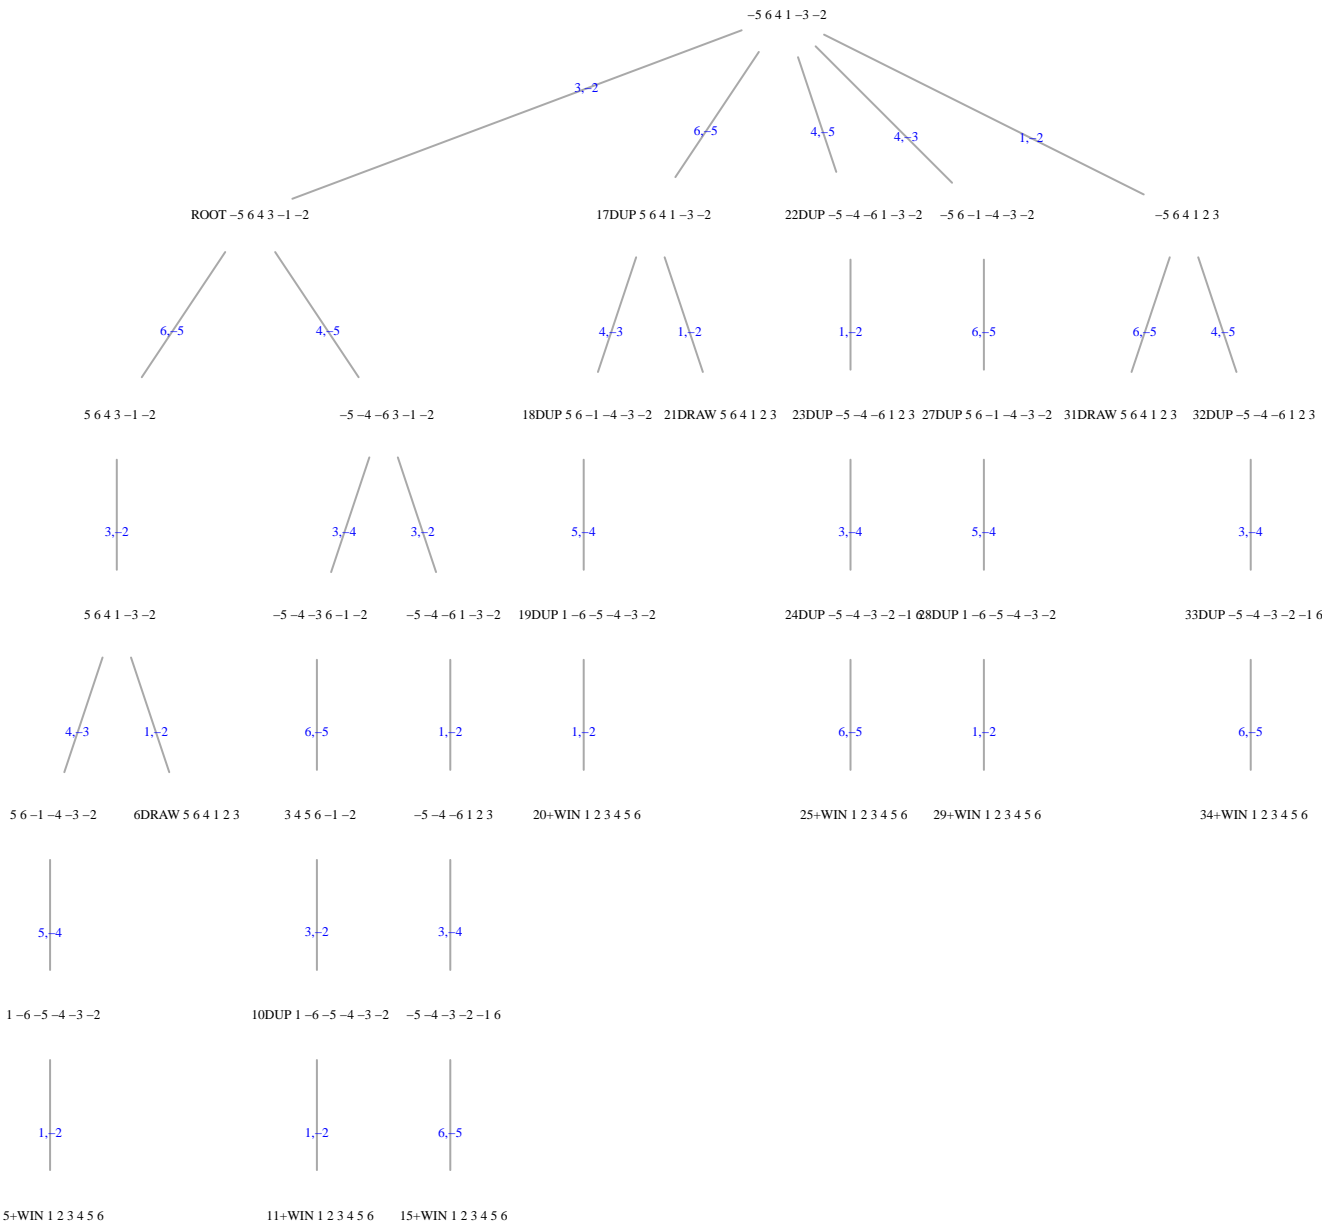 −5 6 4 1 −3 −2
3,−2
6,−5
4,−5
4,−3
1,−2
ROOT −5 6 4 3 −1 −2
17DUP 5 6 4 1 −3 −2
22DUP −5 −4 −6 1 −3 −2
−5 6 −1 −4 −3 −2
−5 6 4 1 2 3
6,−5
4,−5
4,−3
1,−2
1,−2
6,−5
6,−5
4,−5
5 6 4 3 −1 −2
−5 −4 −6 3 −1 −2
18DUP 5 6 −1 −4 −3 −2
21DRAW 5 6 4 1 2 3
23DUP −5 −4 −6 1 2 3
27DUP 5 6 −1 −4 −3 −2
31DRAW 5 6 4 1 2 3
32DUP −5 −4 −6 1 2 3
3,−2
3,−4
3,−2
5,−4
3,−4
5,−4
3,−4
5 6 4 1 −3 −2
−5 −4 −3 6 −1 −2
−5 −4 −6 1 −3 −2
19DUP 1 −6 −5 −4 −3 −2
24DUP −5 −4 −3 −2 −1 6
28DUP 1 −6 −5 −4 −3 −2
33DUP −5 −4 −3 −2 −1 6
4,−3
1,−2
6,−5
1,−2
1,−2
6,−5
1,−2
6,−5
5 6 −1 −4 −3 −2
6DRAW 5 6 4 1 2 3
3 4 5 6 −1 −2
−5 −4 −6 1 2 3
20+WIN 1 2 3 4 5 6
25+WIN 1 2 3 4 5 6
29+WIN 1 2 3 4 5 6
34+WIN 1 2 3 4 5 6
5,−4
3,−2
3,−4
1 −6 −5 −4 −3 −2
10DUP 1 −6 −5 −4 −3 −2
−5 −4 −3 −2 −1 6
1,−2
1,−2
6,−5
5+WIN 1 2 3 4 5 6
11+WIN 1 2 3 4 5 6
15+WIN 1 2 3 4 5 6